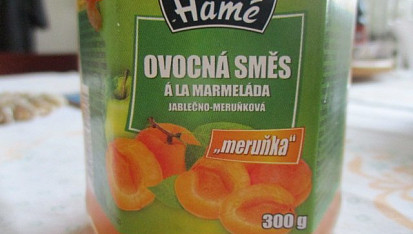 Hamé
OVOCNÁ SMĚS
Á LA MARMELÁDA
JABLEČNO-MERUŇKOVÁ
„meruňka“
300 g